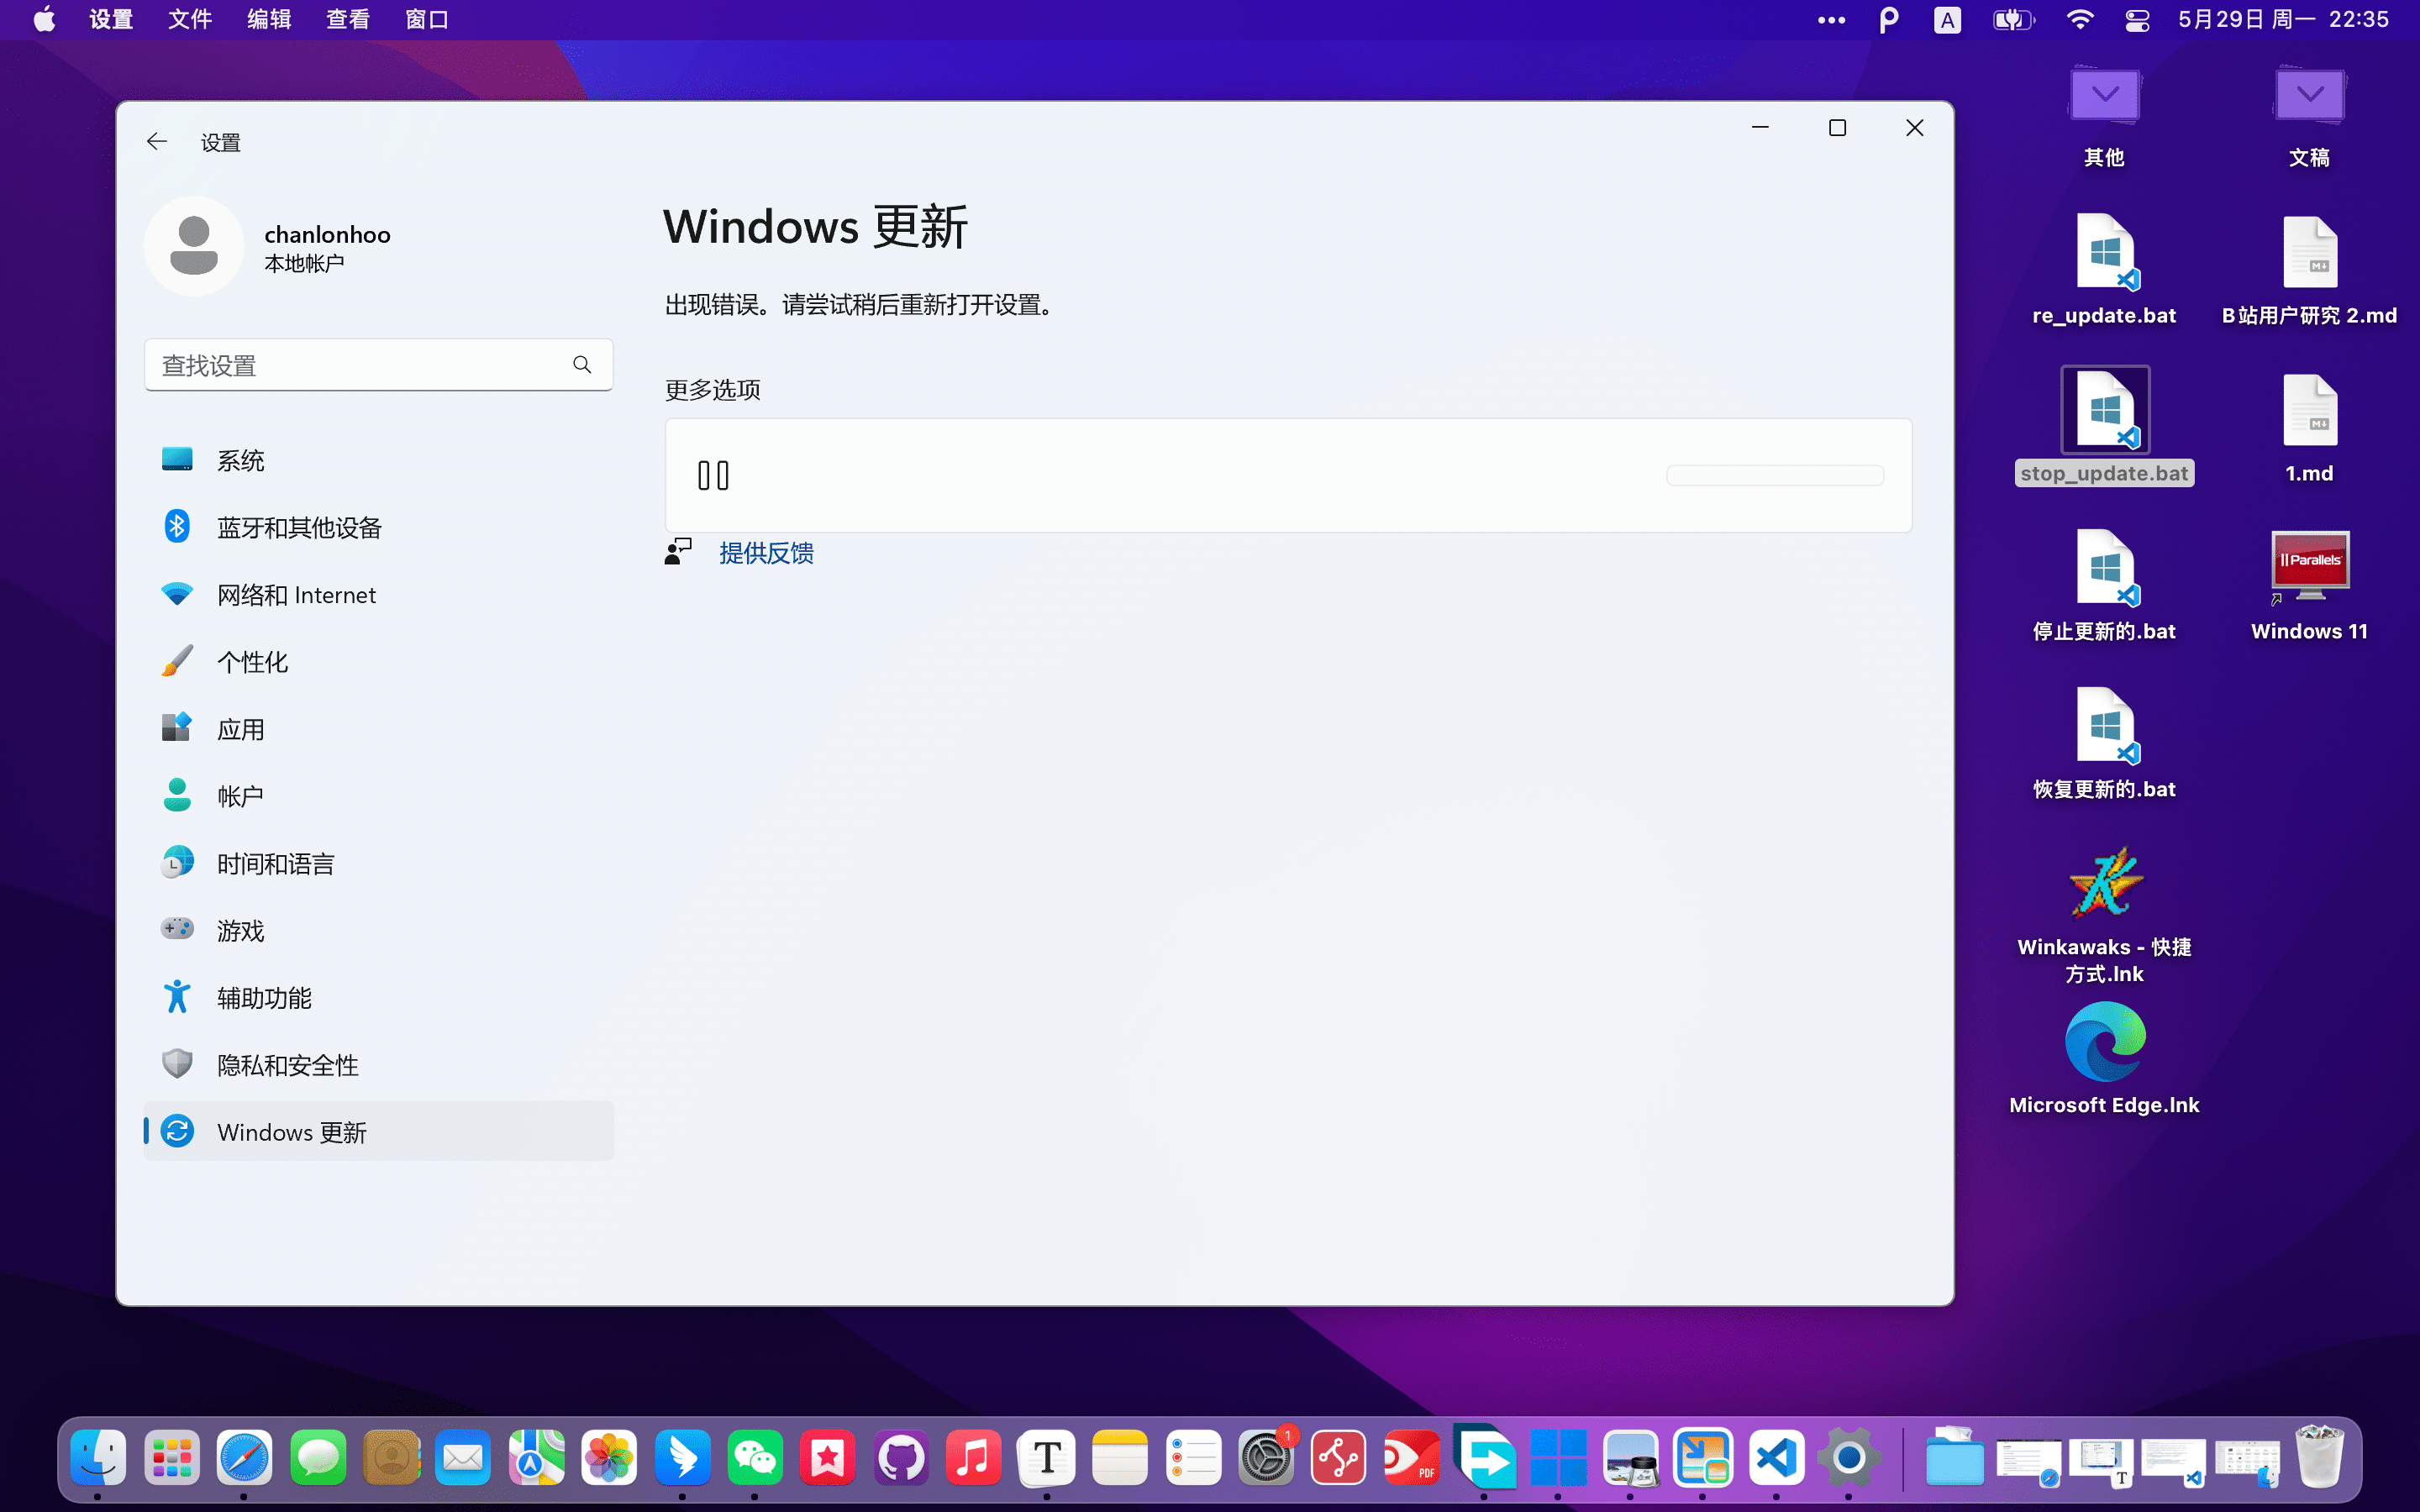 设置 文件 编辑 查看 窗口
A 5月29日 周一 22:35
设置
chanlonhoo
本地帐户
查找设置
系统
蓝牙和其他设备
网络和 Internet
个性化
应用
帐户
时间和语言
游戏
辅助功能
隐私和安全性
Windows 更新
Windows 更新
出现错误。请尝试稍后重新打开设置。
更多选项
提供反馈
其他
文稿
re_update.bat
B站用户研究 2.md
stop_update.bat
1.md
停止更新的.bat
Parallels
Windows 11
恢复更新的.bat
Winkawaks - 快捷
方式.lnk
Microsoft Edge.lnk
T
1
PDF